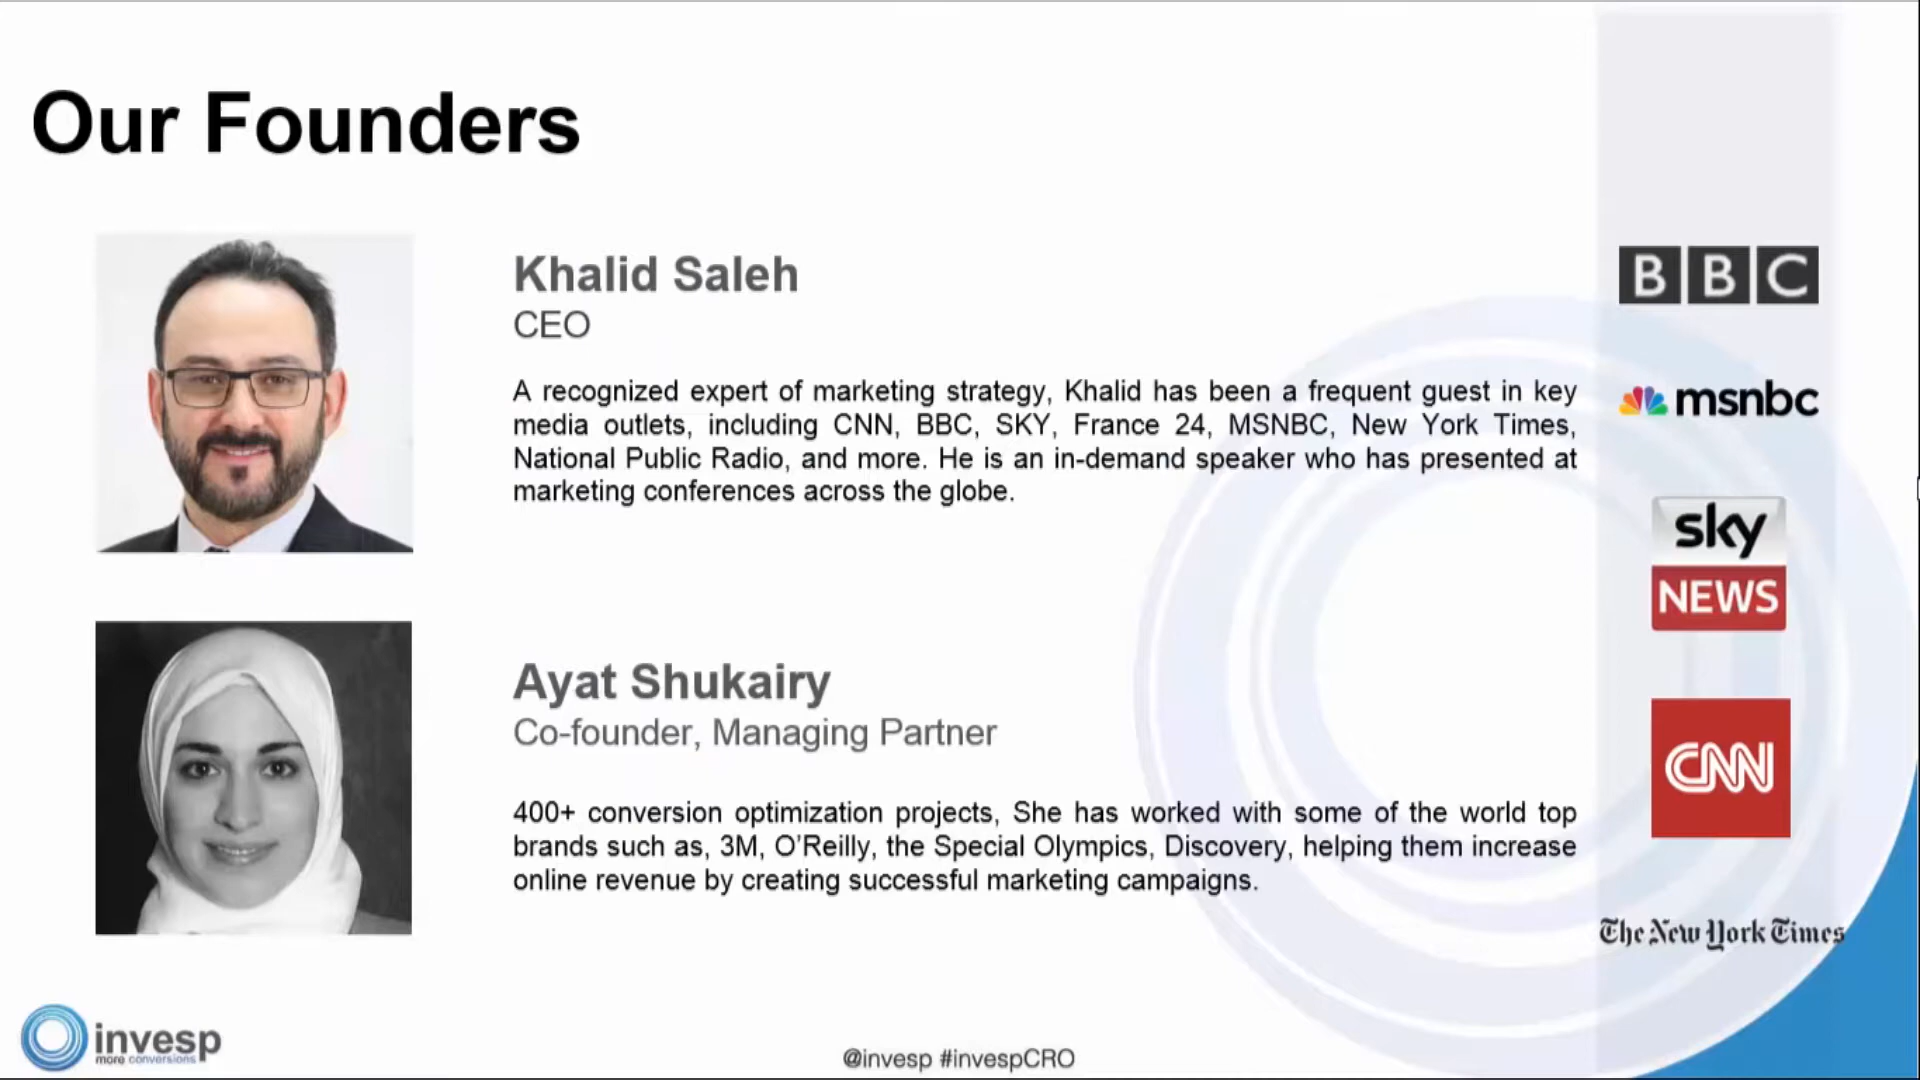 Our Founders
Khalid Saleh
CEO
A recognized expert of marketing strategy, Khalid has been a frequent guest in key
media outlets, including CNN, BBC, SKY, France 24, MSNBC, New York Times,
National Public Radio, and more. He is an in-demand speaker who has presented at
marketing conferences across the globe.
Ayat Shukairy
Co-founder, Managing Partner
400+ conversion optimization projects, She has worked with some of the world top
brands such as, 3M, O’Reilly, the Special Olympics, Discovery, helping them increase
online revenue by creating successful marketing campaigns.
BBC
msnbc
sky
NEWS
CNN
The New York Times
invesp
more conversions
@invesp #invespCRO